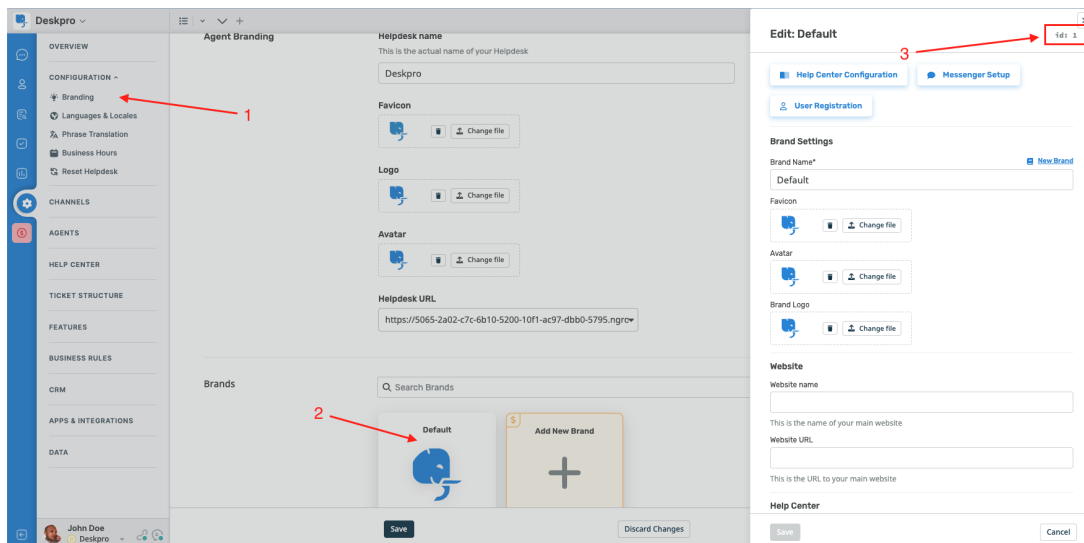 Deskpro
OVERVIEW
CONFIGURATION
Branding
Languages & Locales
Phrase Translation
Business Hours
Reset Helpdesk
CHANNELS
AGENTS
HELP CENTER
TICKET STRUCTURE
FEATURES
BUSINESS RULES
CRM
APPS & INTEGRATIONS
DATA
John Doe
Deskpro
1
Agent Branding
Helpdesk name
This is the actual name of your Helpdesk
Deskpro
Favicon
Change file
Logo
Change file
Avatar
Change file
Helpdesk URL
https://5065-2a02-c7c-6b10-5200-10f1-ac97-dbb0-5795.ngro
Brands
Search Brands
2
Default
$
Add New Brand
Save
Discard Changes
Edit: Default
3
id: 1
Help Center Configuration
Messenger Setup
User Registration
Brand Settings
Brand Name*
New Brand
Default
Favicon
Change file
Avatar
Change file
Brand Logo
Change file
Website
Website name
This is the name of your main website
Website URL
This is the URL to your main website
Help Center
Save
Cancel